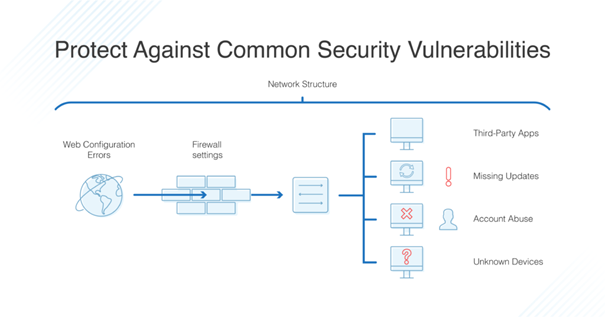 Protect Against Common Security Vulnerabilities
Network Structure
Web Configuration
Errors
Firewall
settings
Third-Party Apps
Missing Updates
Account Abuse
Unknown Devices